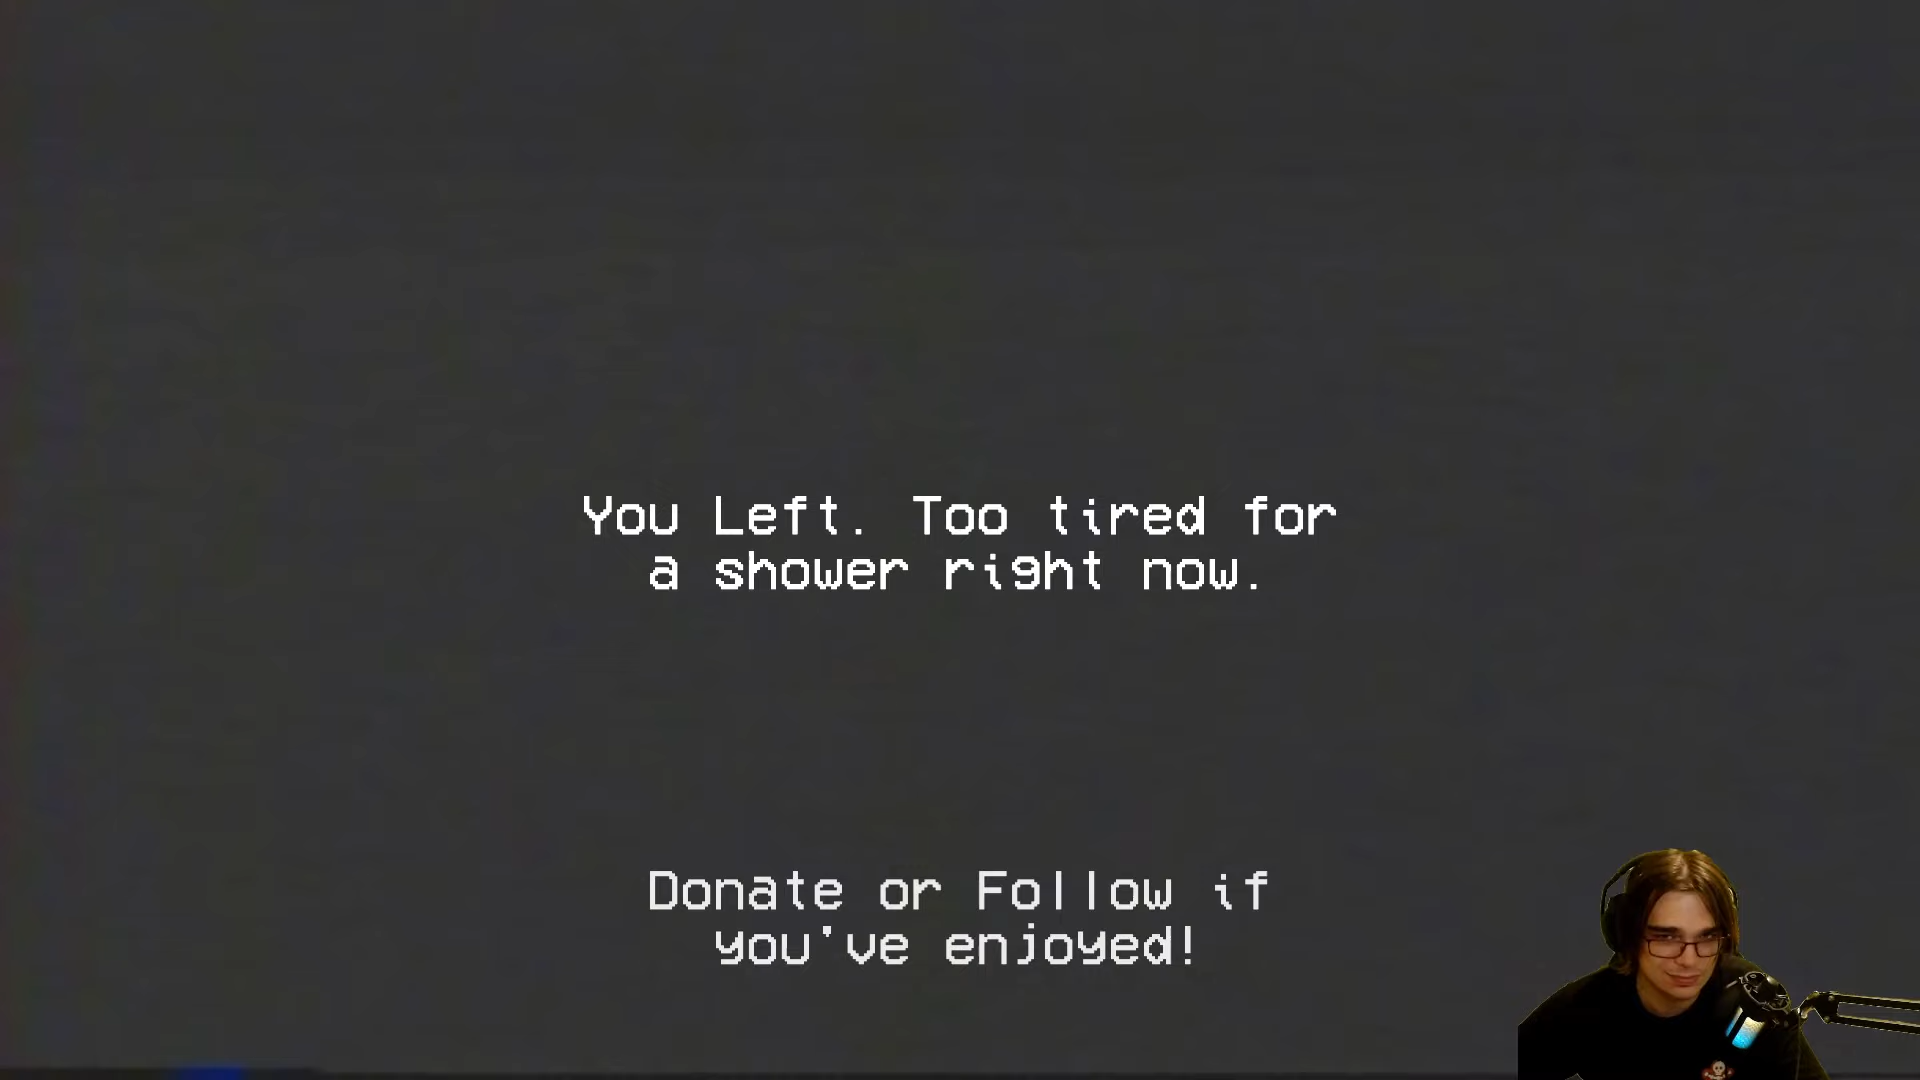 You Left. Too tired for
a shower right now.
Donate or Follow if
you've enjoyed!